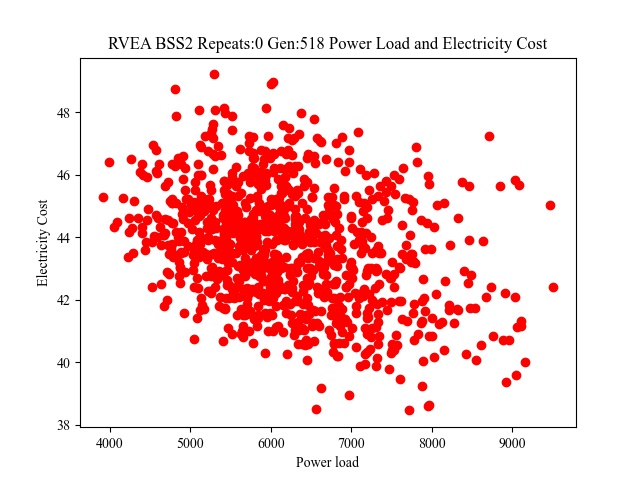 RVEA BSS2 Repeats:0 Gen:518 Power Load and Electricity Cost
48
46
44
42
40
38
Electricity Cost
4000 5000 6000 7000 8000 9000
Power load